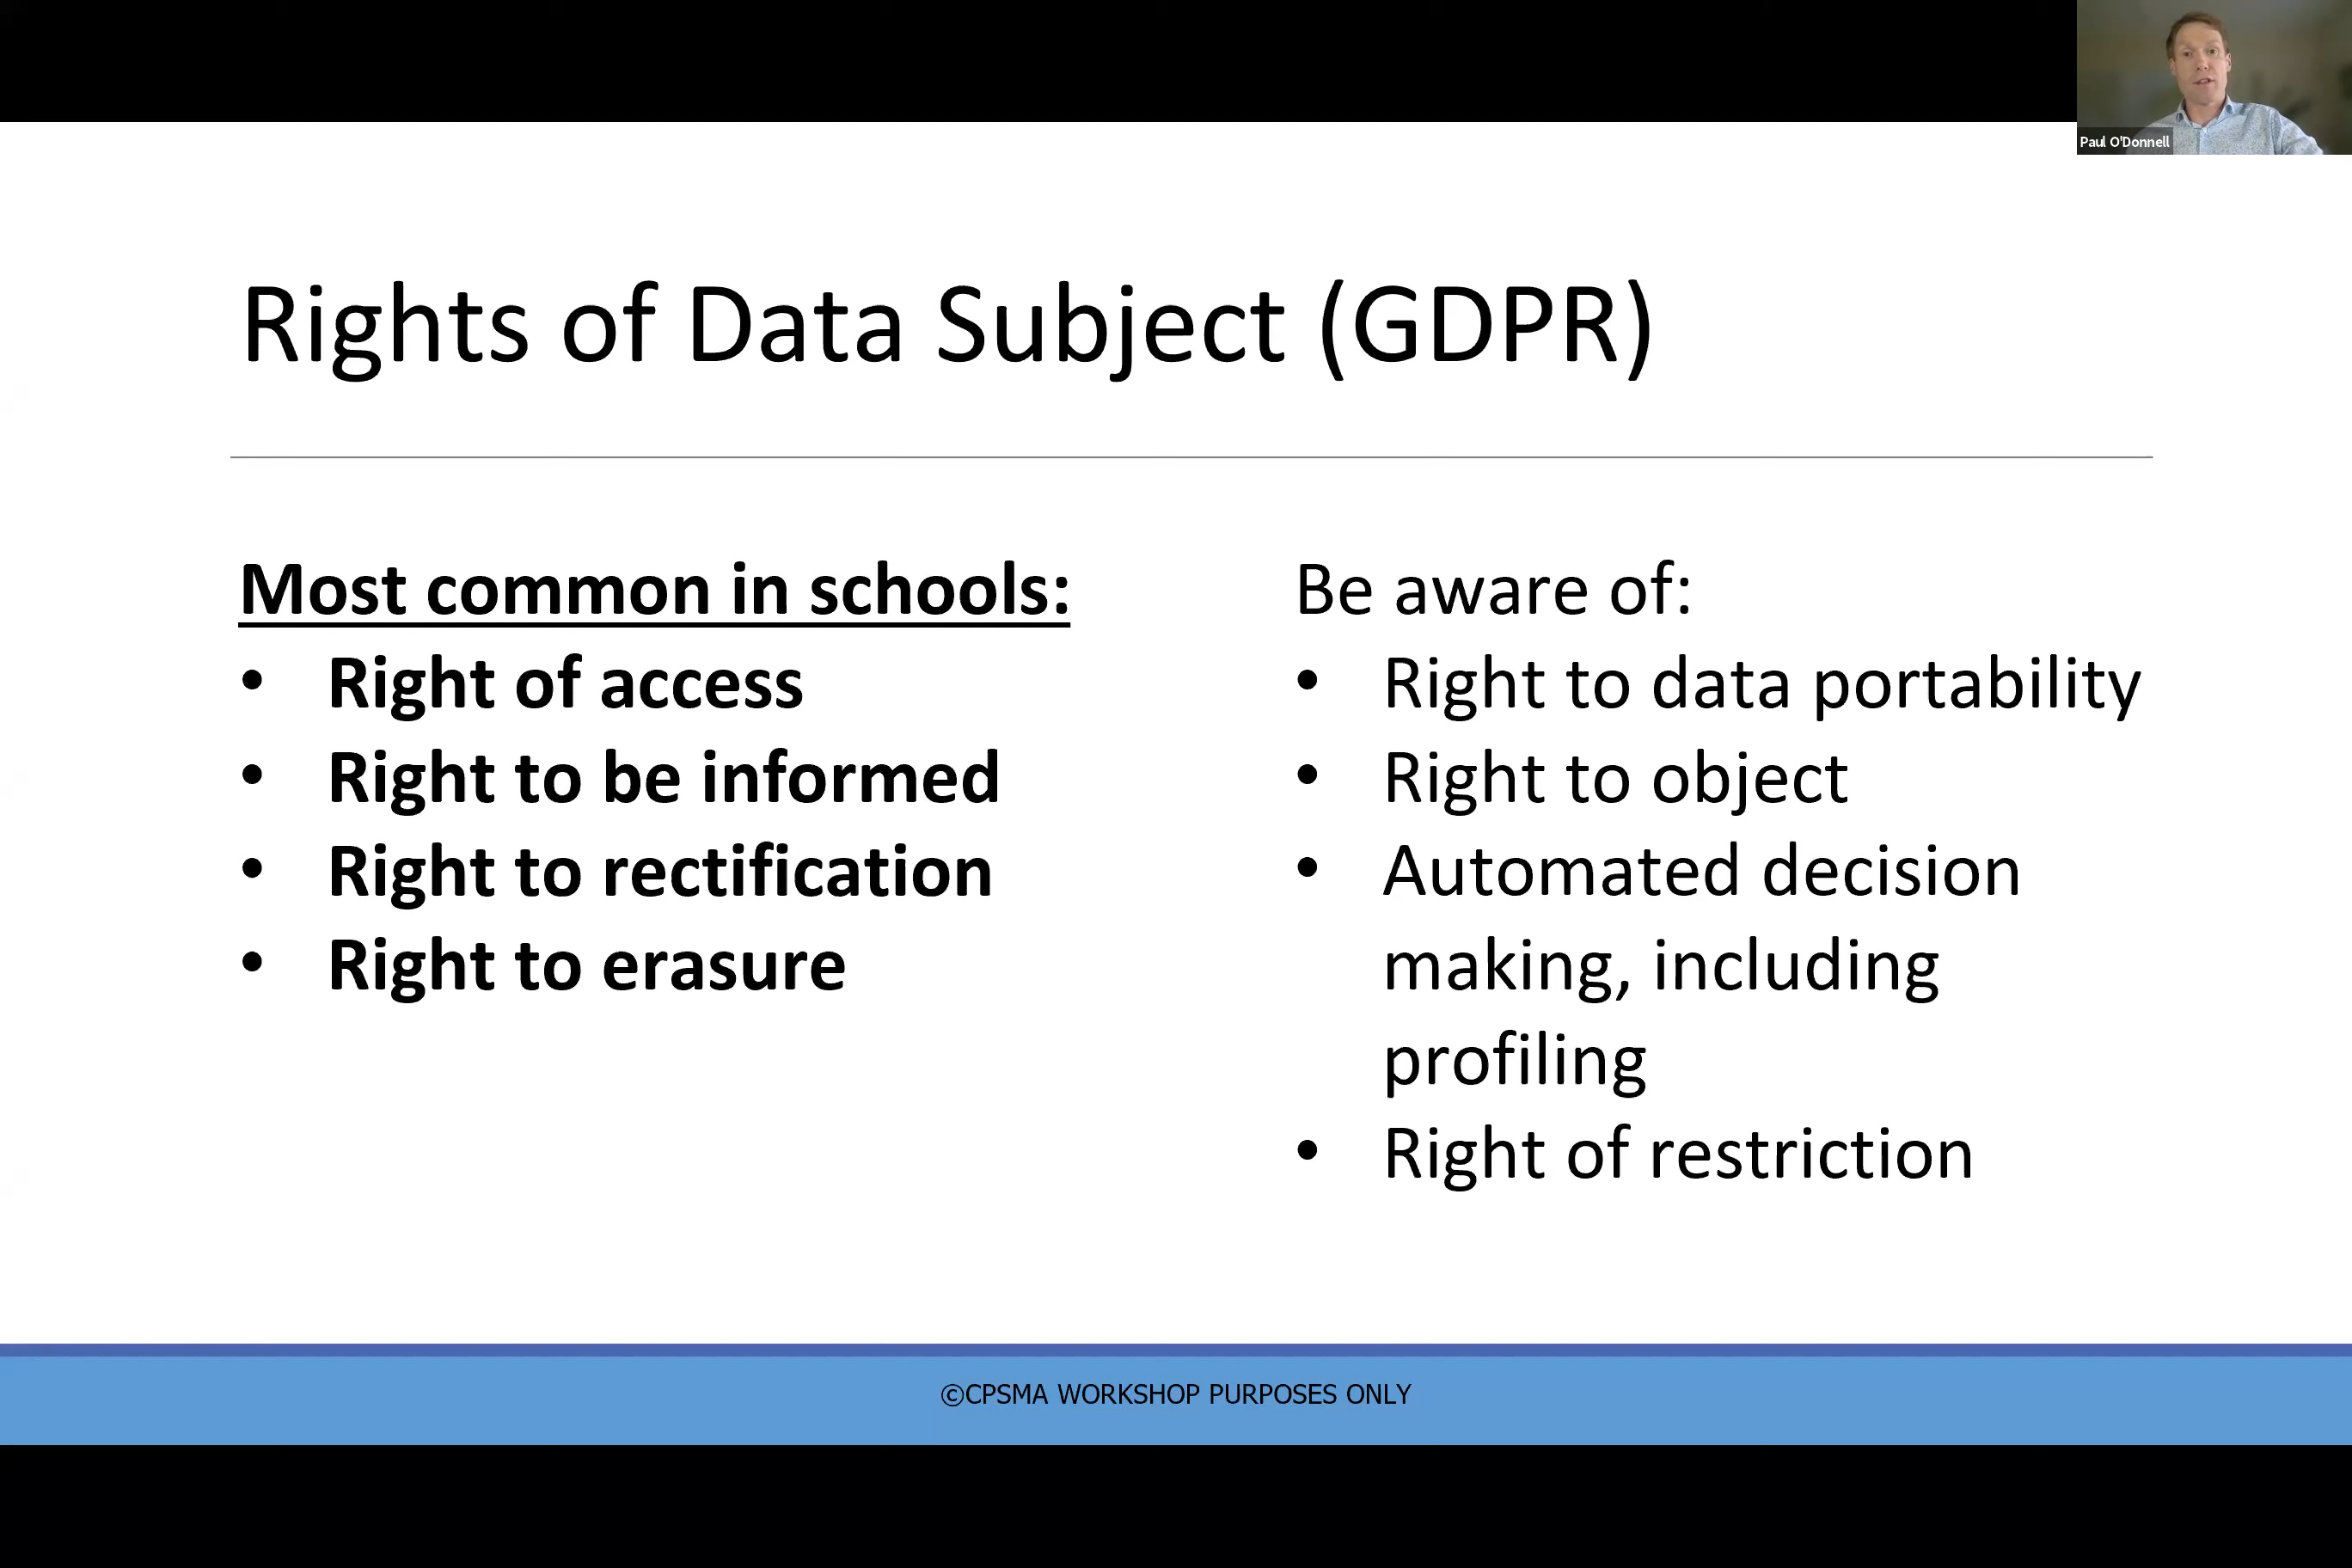 Paul O'Donnell
Rights of Data Subject (GDPR)
Most common in schools:
• Right of access
• Right to be informed
• Right to rectification
• Right to erasure
Be aware of:
• Right to data portability
• Right to object
• Automated decision
making, including
profiling
• Right of restriction
©CPSMA WORKSHOP PURPOSES ONLY